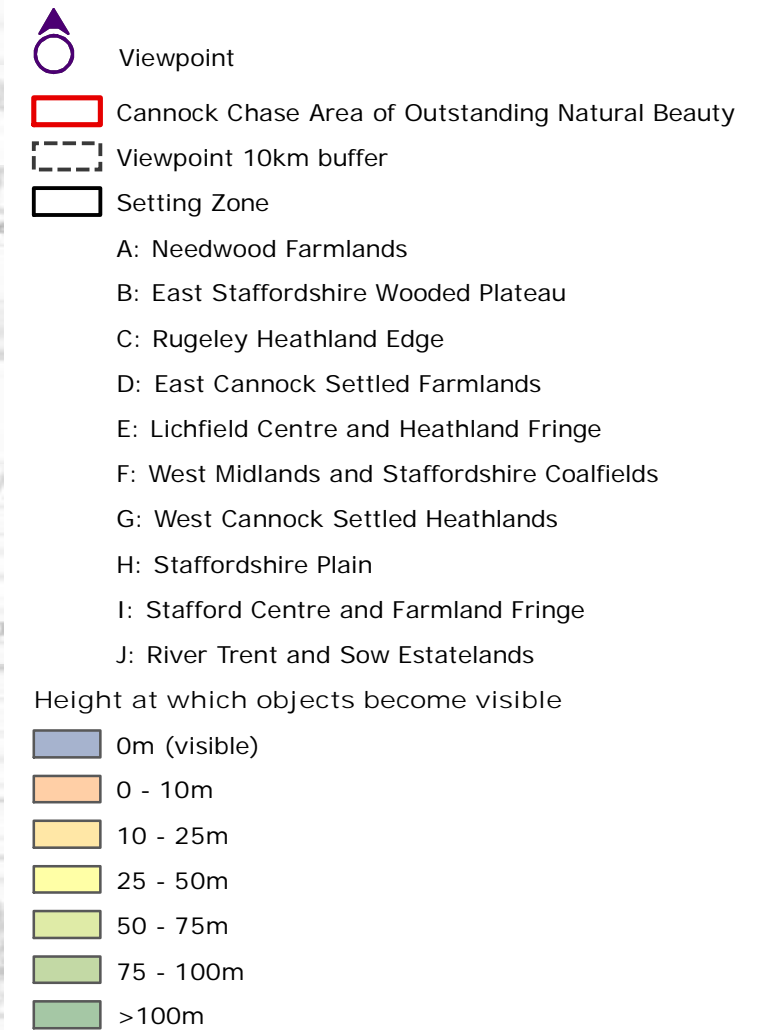 Viewpoint
Cannock Chase Area of Outstanding Natural Beauty
Viewpoint 10km buffer
Setting Zone
A: Needwood Farmlands
B: East Staffordshire Wooded Plateau
C: Rugeley Heathland Edge
D: East Cannock Settled Farmlands
E: Lichfield Centre and Heathland Fringe
F: West Midlands and Staffordshire Coalfields
G: West Cannock Settled Heathlands
H: Staffordshire Plain
I: Stafford Centre and Farmland Fringe
J: River Trent and Sow Estatelands
Height at which objects become visible
0m (visible)
0 - 10m
10 - 25m
25 - 50m
50 - 75m
75 - 100m
>100m